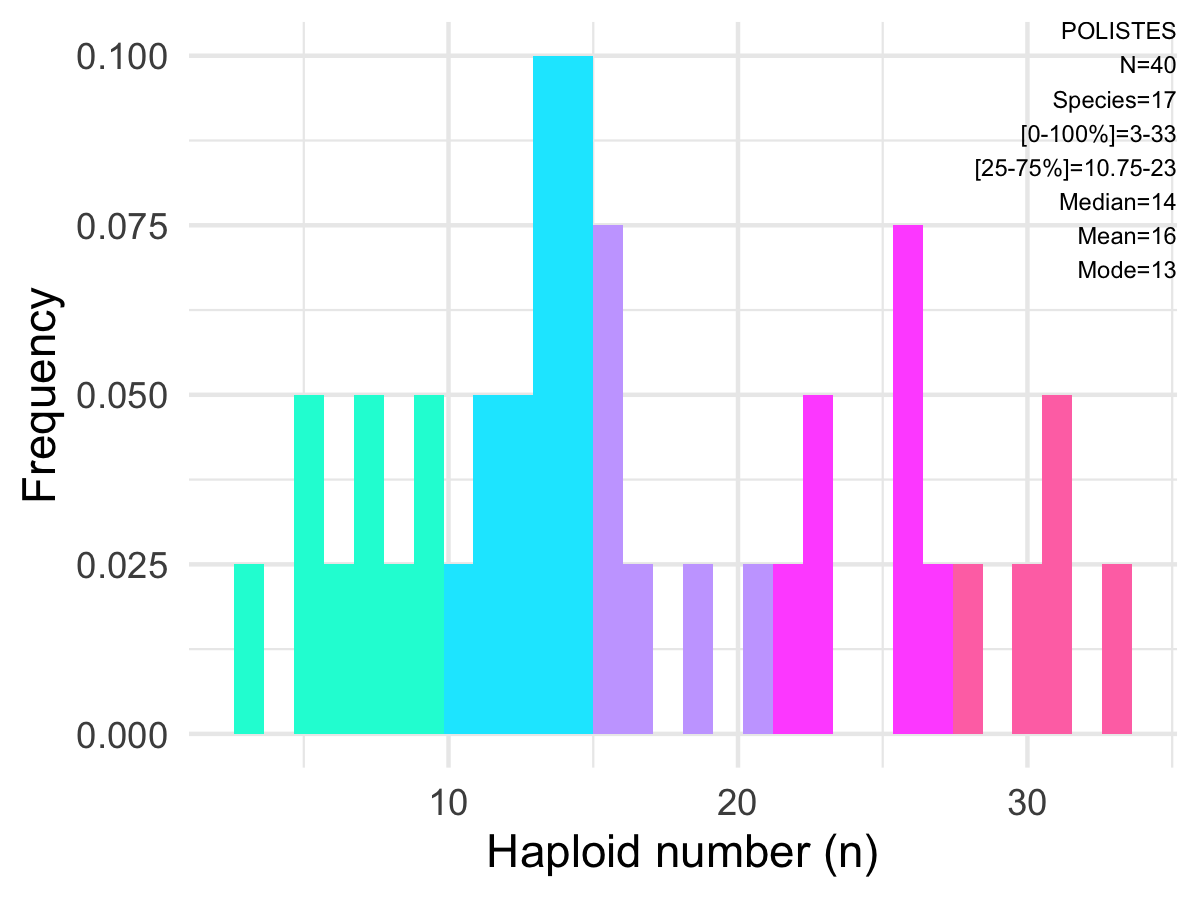 POLISTES
N=40
Species=17
[0-100%]=3-33
[25-75%]=10.75-23
Median=14
Mean=16
Mode=13
0.100
0.075
0.050
0.025
0.000
Frequency
10 20 30
Haploid number (n)